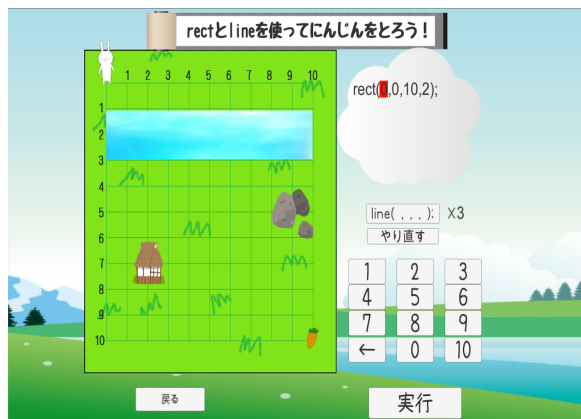 rectとlineを使ってにんじんをとろう！
1 2 3 4 5 6 7 8 9 10
1
2
3
4
5
6
7
8
9
10
rect(0,0,10,2);
line( , , , ); ×3
やり直す
1 2 3
4 5 6
7 8 9
← 0 10
戻る
実行